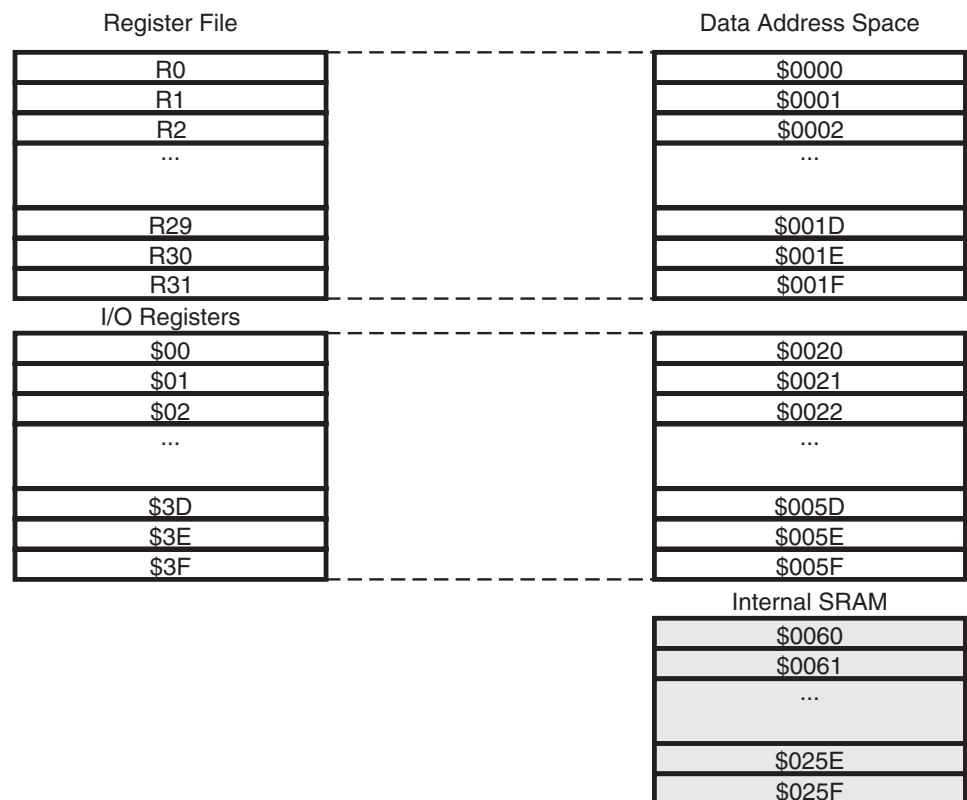 Register File
Data Address Space
R0
$0000
R1
$0001
R2
$0002
...
...
R29
$001D
R30
$001E
R31
$001F
I/O Registers
$00
$0020
$01
$0021
$02
$0022
...
...
$3D
$005D
$3E
$005E
$3F
$005F
Internal SRAM
$0060
$0061
...
$025E
$025F